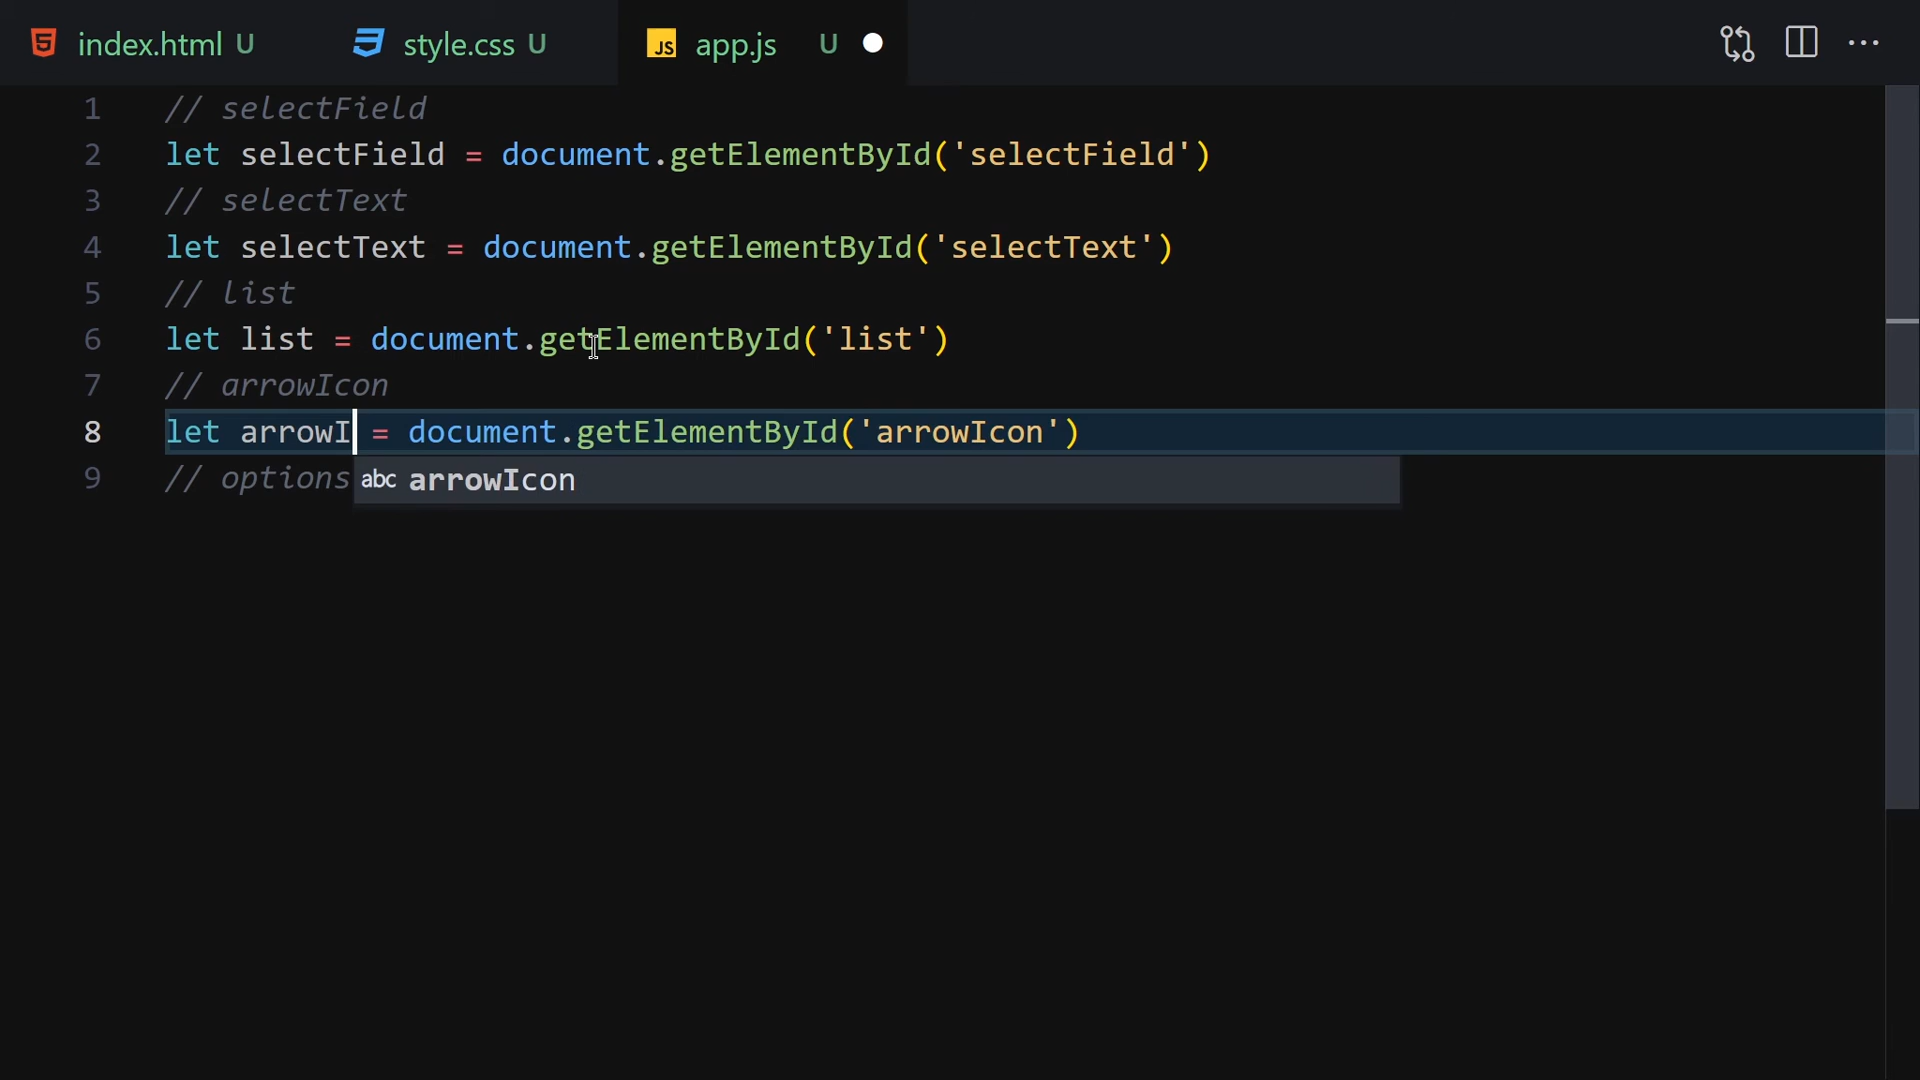 index.html U style.css U JS app.js U
1 // selectField
2 let selectField = document.getElementById('selectField')
3 // selectText
4 let selectText = document.getElementById('selectText')
5 // list
6 let list = document.getElementById('list')
7 // arrowIcon
8 let arrowI = document.getElementById('arrowIcon')
9 // options abc arrowIcon